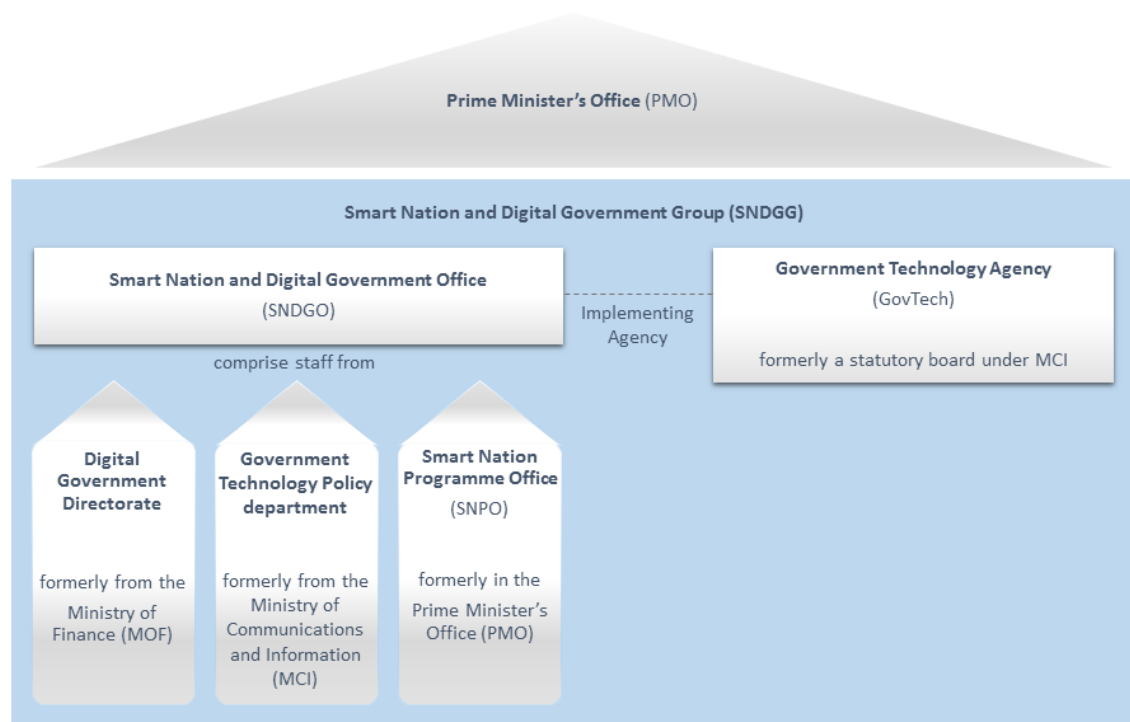 Prime Minister's Office (PMO)
Smart Nation and Digital Government Group (SNDGG)
Smart Nation and Digital Government Office
(SNDGO)
Implementing
Agency
Government Technology Agency
(GovTech)
formerly a statutory board under MCI
comprise staff from
Digital
Government
Directorate
formerly from the
Ministry of
Finance (MOF)
Government
Technology Policy
department
formerly from the
Ministry of
Communications
and Information
(MCI)
Smart Nation
Programme Office
(SNPO)
formerly in the
Prime Minister's
Office (PMO)